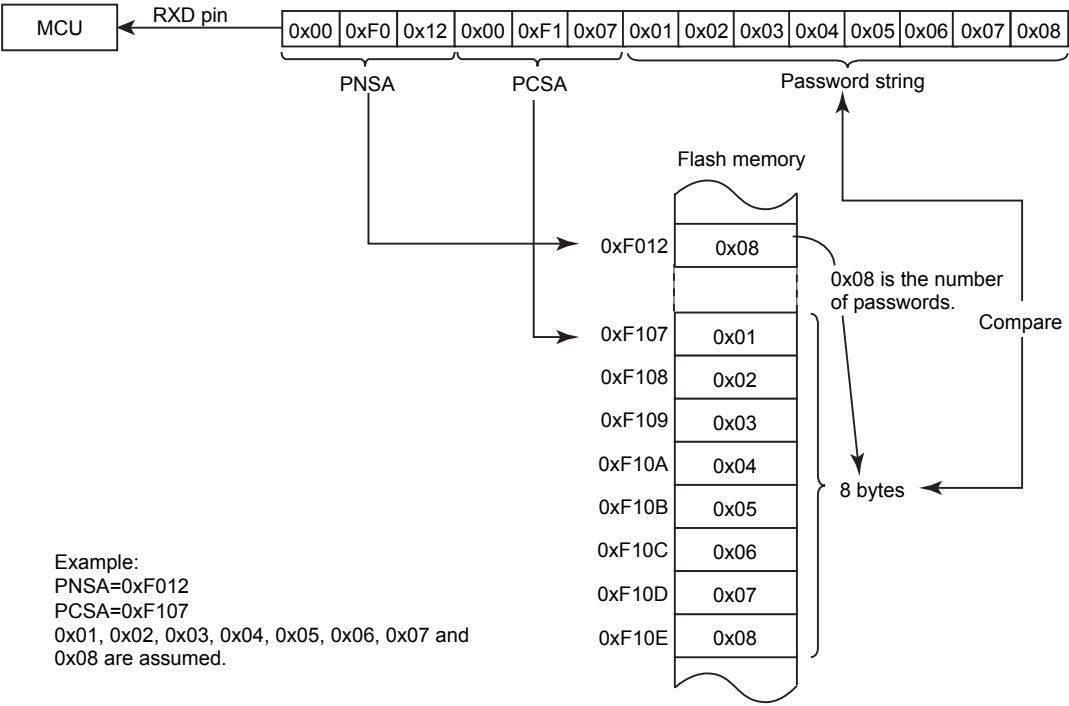 MCU
RXD pin
0x00 0xF0 0x12 0x00 0xF1 0x07 0x01 0x02 0x03 0x04 0x05 0x06 0x07 0x08
PNSA PCSA Password string
Flash memory
0xF012 0x08
0x08 is the number
of passwords.
Compare
0xF107 0x01
0xF108 0x02
0xF109 0x03
0xF10A 0x04
0xF10B 0x05
8 bytes
0xF10C 0x06
0xF10D 0x07
0xF10E 0x08
Example:
PNSA=0xF012
PCSA=0xF107
0x01, 0x02, 0x03, 0x04, 0x05, 0x06, 0x07 and
0x08 are assumed.